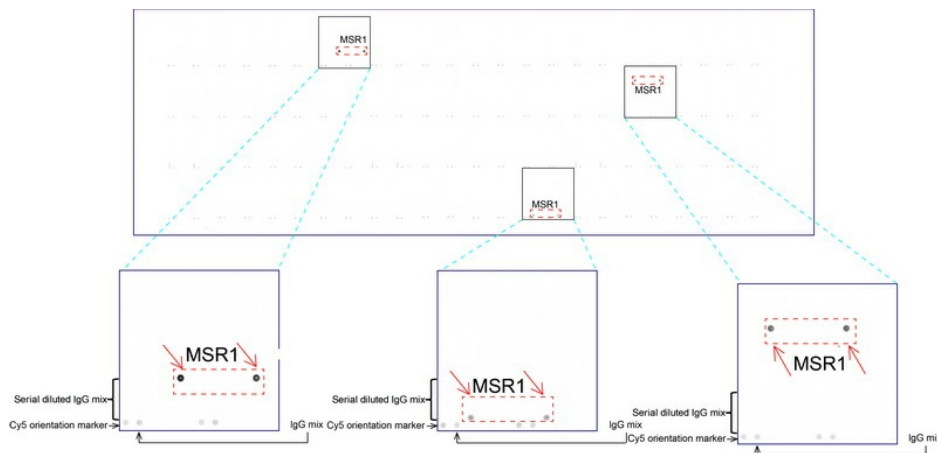 MSR1
MSR1
MSR1
MSR1
Serial diluted IgG mix
Cy5 orientation marker
IgG mix
MSR1
Serial diluted IgG mix
Cy5 orientation marker
IgG mix
MSR1
Serial diluted IgG mix
Cy5 orientation marker
IgG mi